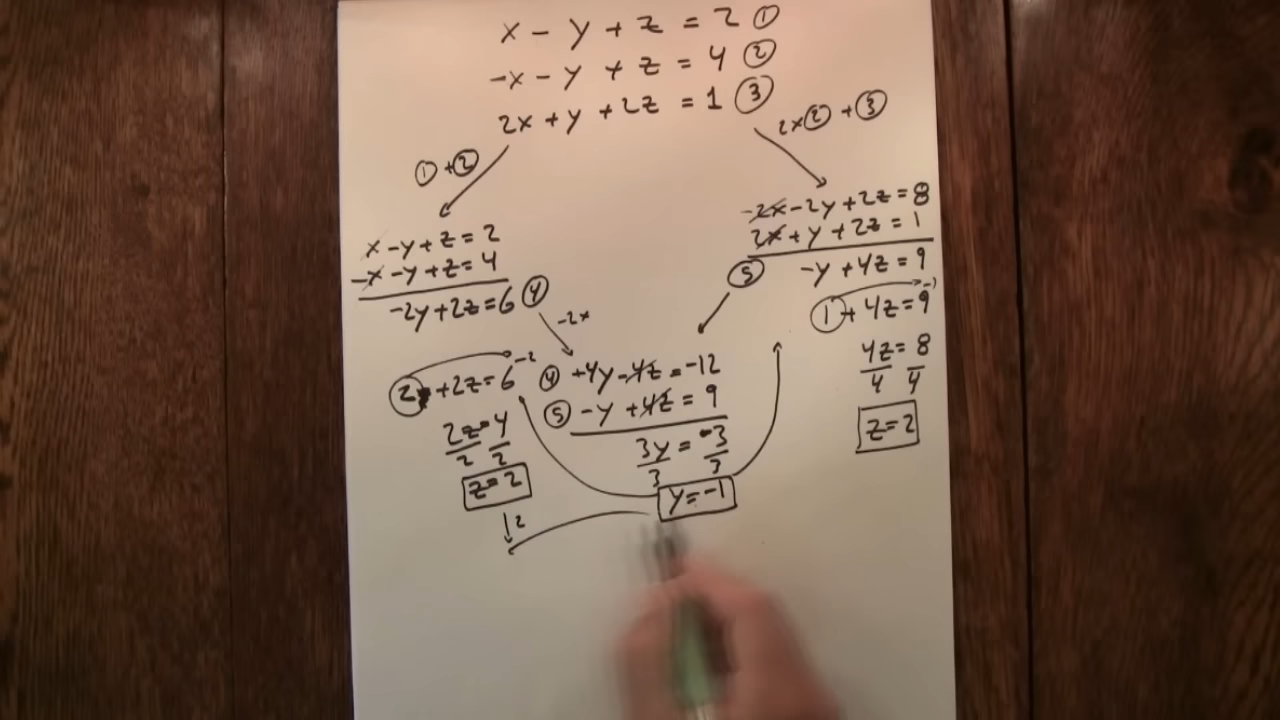 x - y + z = 2 ①
-x - y + z = 4 ②
2x + y + 2z = 1 ③
① + ②
2x② + ③
x - y + z = 2
-x - y + z = 4
-2y + 2z = 6 ④
-2x - 2y + 2z = 8
2x + y + 2z = 1
⑤ -y + 4z = 9
-2x
④ +4y - 4z = -12
⑤ -y + 4z = 9
3y = -3
3 3
y = -1
2 + 2z = 6 -2
2z = 4
2 2
z = 2
2
1 + 4z = 9 -1
4z = 8
4 4
z = 2